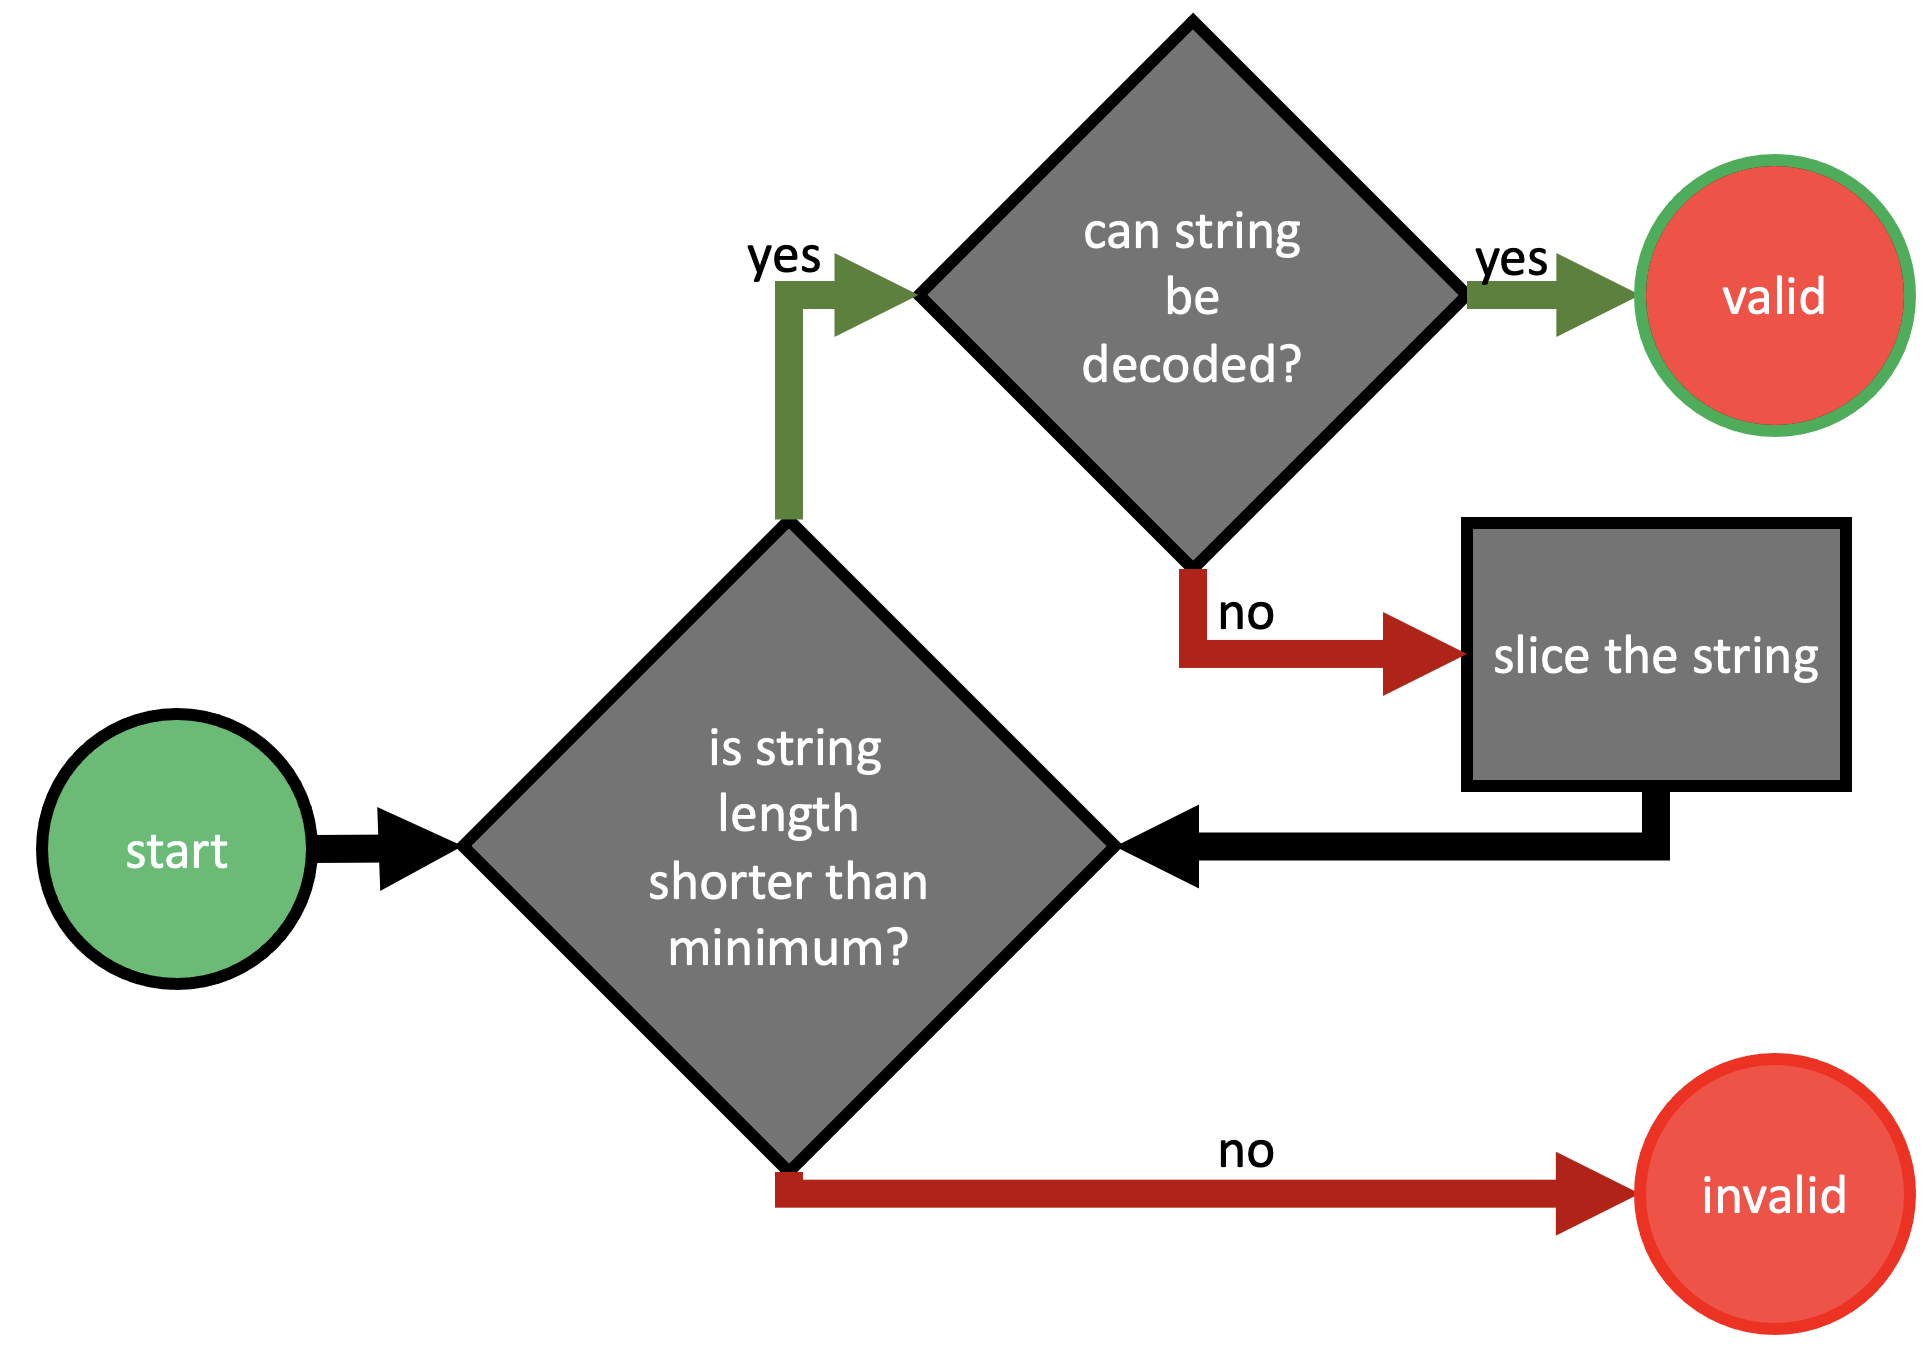 start
is string
length
shorter than
minimum?
yes
can string
be
decoded?
yes
valid
no
slice the string
no
invalid